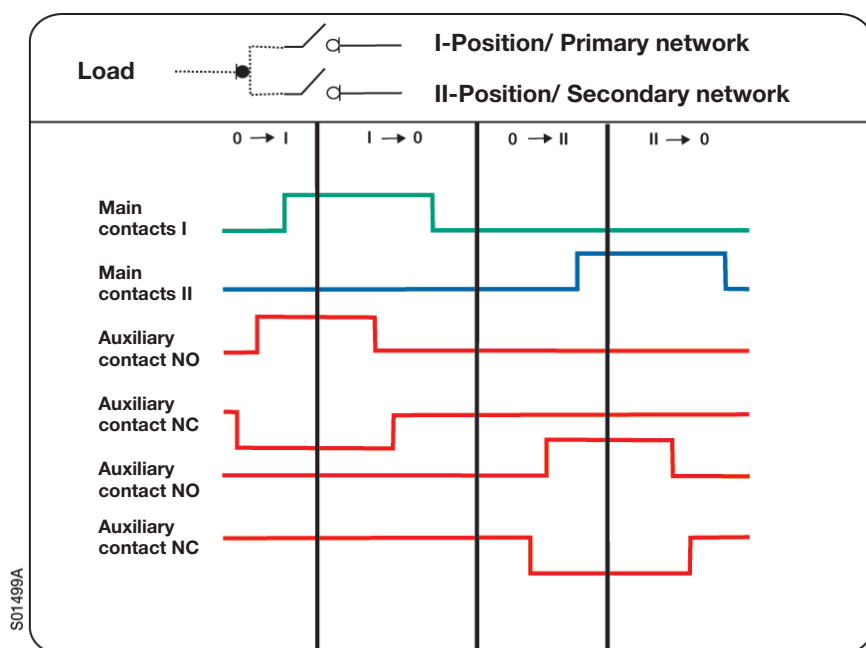 Load
I-Position/ Primary network
II-Position/ Secondary network
0 → I
I → 0
0 → II
II → 0
Main
contacts I
Main
contacts II
Auxiliary
contact NO
Auxiliary
contact NC
Auxiliary
contact NO
Auxiliary
contact NC
S01499A